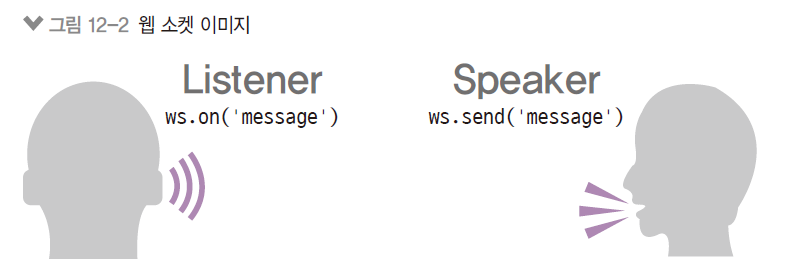 그림 12-2 웹 소켓 이미지
Listener
ws.on('message')
Speaker
ws.send('message')